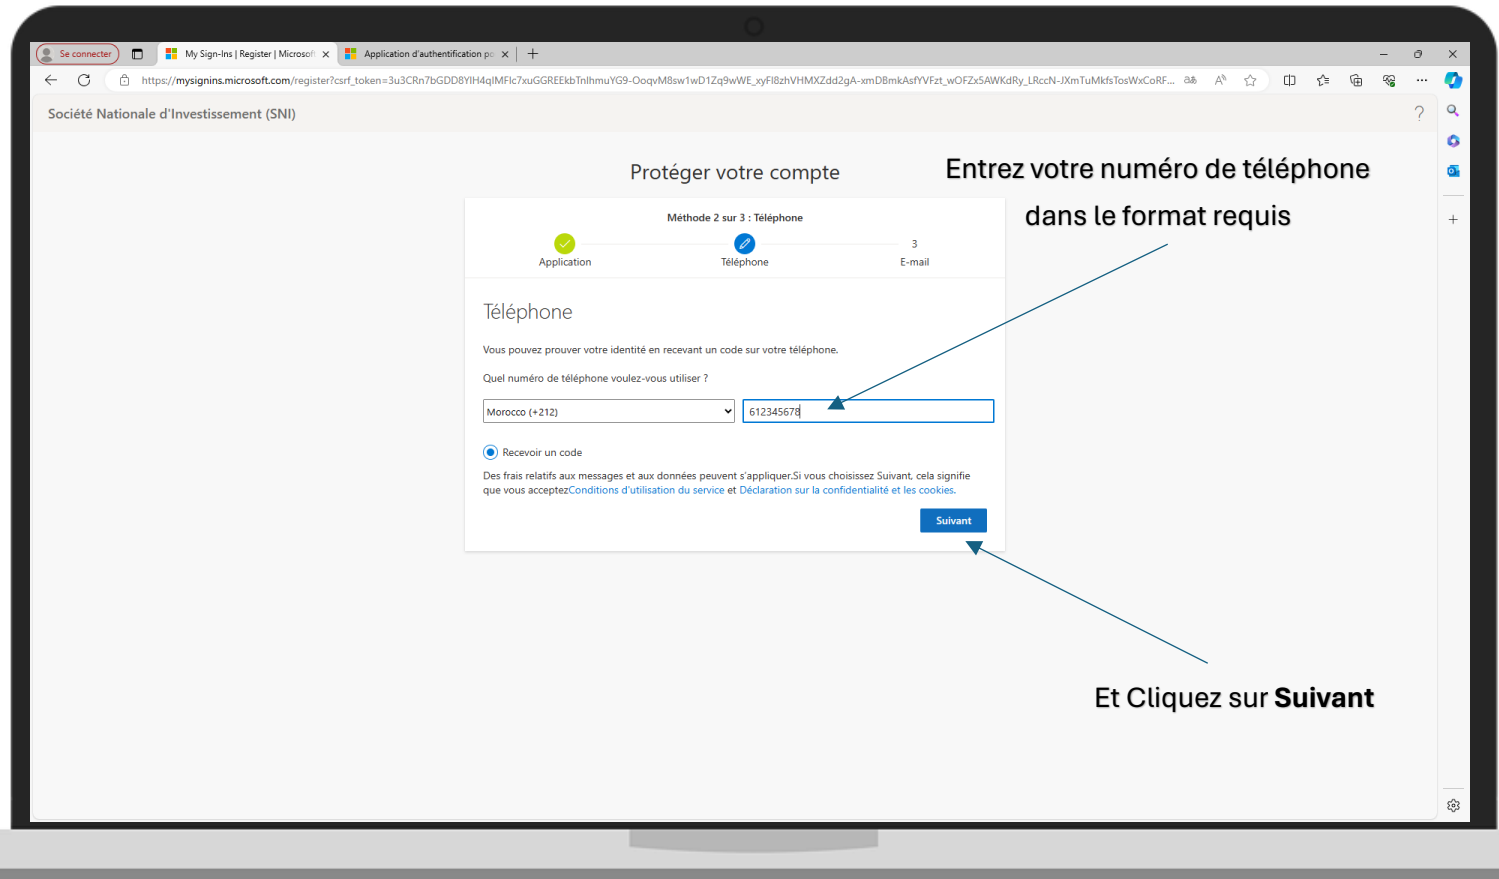 Se connecter
My Sign-Ins | Register | Microsoft
Application d'authentification po
https://mysignins.microsoft.com/register?csrf_token=3u3CRn7bGDD8YIH4qIMFlc7xuGGREEkbTnlhmuYG9-OoqvM8sw1wD1Zq9wWE_xyFI8zhVHMXZdd2gA-xmDBmkAsfYVFzt_wOFZx5AWKdRy_LRccN-JXmTuMkfsTosWxCoRF...
Société Nationale d'Investissement (SNI)
?
Protéger votre compte
Entrez votre numéro de téléphone
dans le format requis
Méthode 2 sur 3 : Téléphone
3
Application
Téléphone
E-mail
Téléphone
Vous pouvez prouver votre identité en recevant un code sur votre téléphone.
Quel numéro de téléphone voulez-vous utiliser ?
Morocco (+212)
612345678
Recevoir un code
Des frais relatifs aux messages et aux données peuvent s'appliquer.Si vous choisissez Suivant, cela signifie
que vous acceptezConditions d'utilisation du service et Déclaration sur la confidentialité et les cookies.
Suivant
Et Cliquez sur Suivant